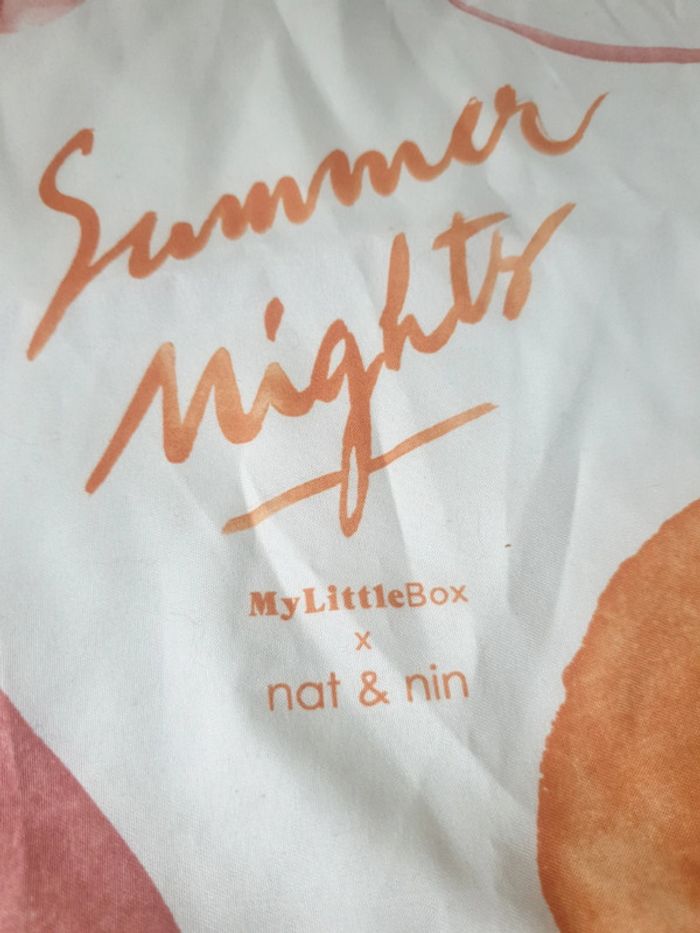 Summer
Nights
MyLittleBox
x
nat & nin